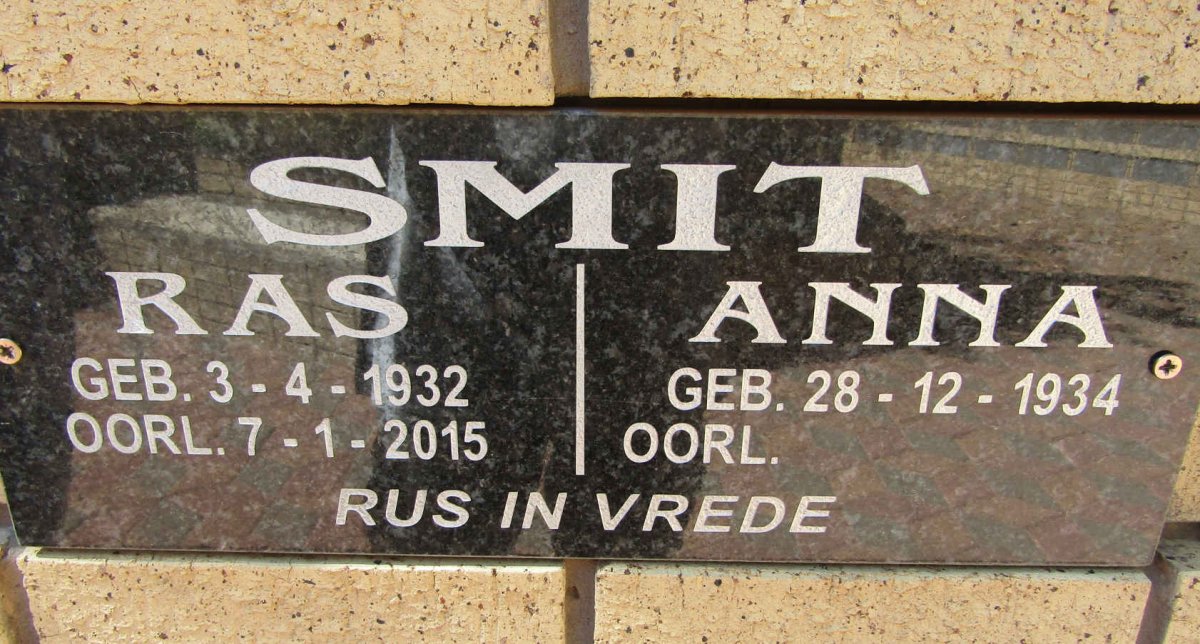 SMIT
RAS
GEB. 3 - 4 - 1932
OORL. 7 - 1 - 2015
ANNA
GEB. 28 - 12 - 1934
OORL.
RUS IN VREDE